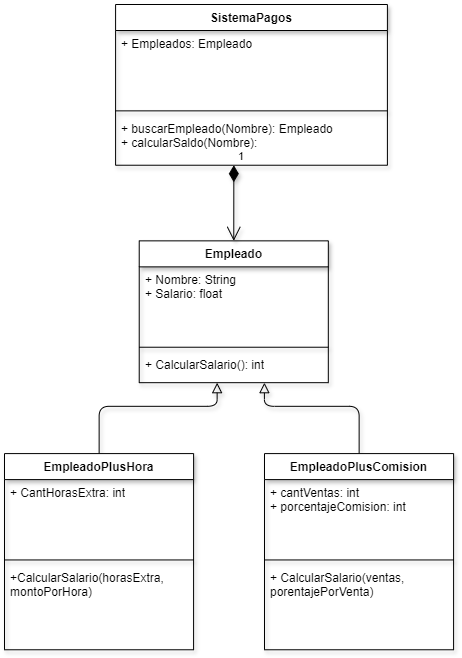 SistemaPagos
+ Empleados: Empleado
+ buscarEmpleado(Nombre): Empleado
+ calcularSaldo(Nombre):
1
Empleado
+ Nombre: String
+ Salario: float
+ CalcularSalario(): int
EmpleadoPlusHora
+ CantHorasExtra: int
+CalcularSalario(horasExtra,
montoPorHora)
EmpleadoPlusComision
+ cantVentas: int
+ porcentajeComision: int
+ CalcularSalario(ventas,
porentajePorVenta)